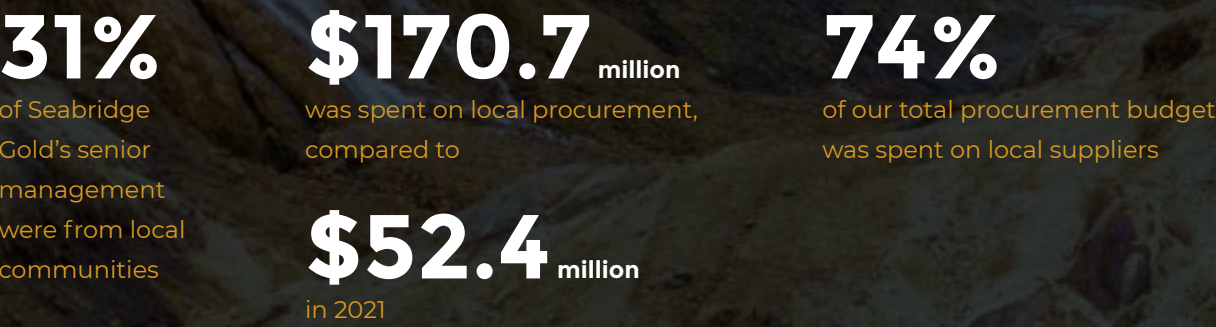 31%
of Seabridge
Gold's senior
management
were from local
communities
$170.7 million
was spent on local procurement,
compared to
$52.4 million
in 2021
74%
of our total procurement budget
was spent on local suppliers